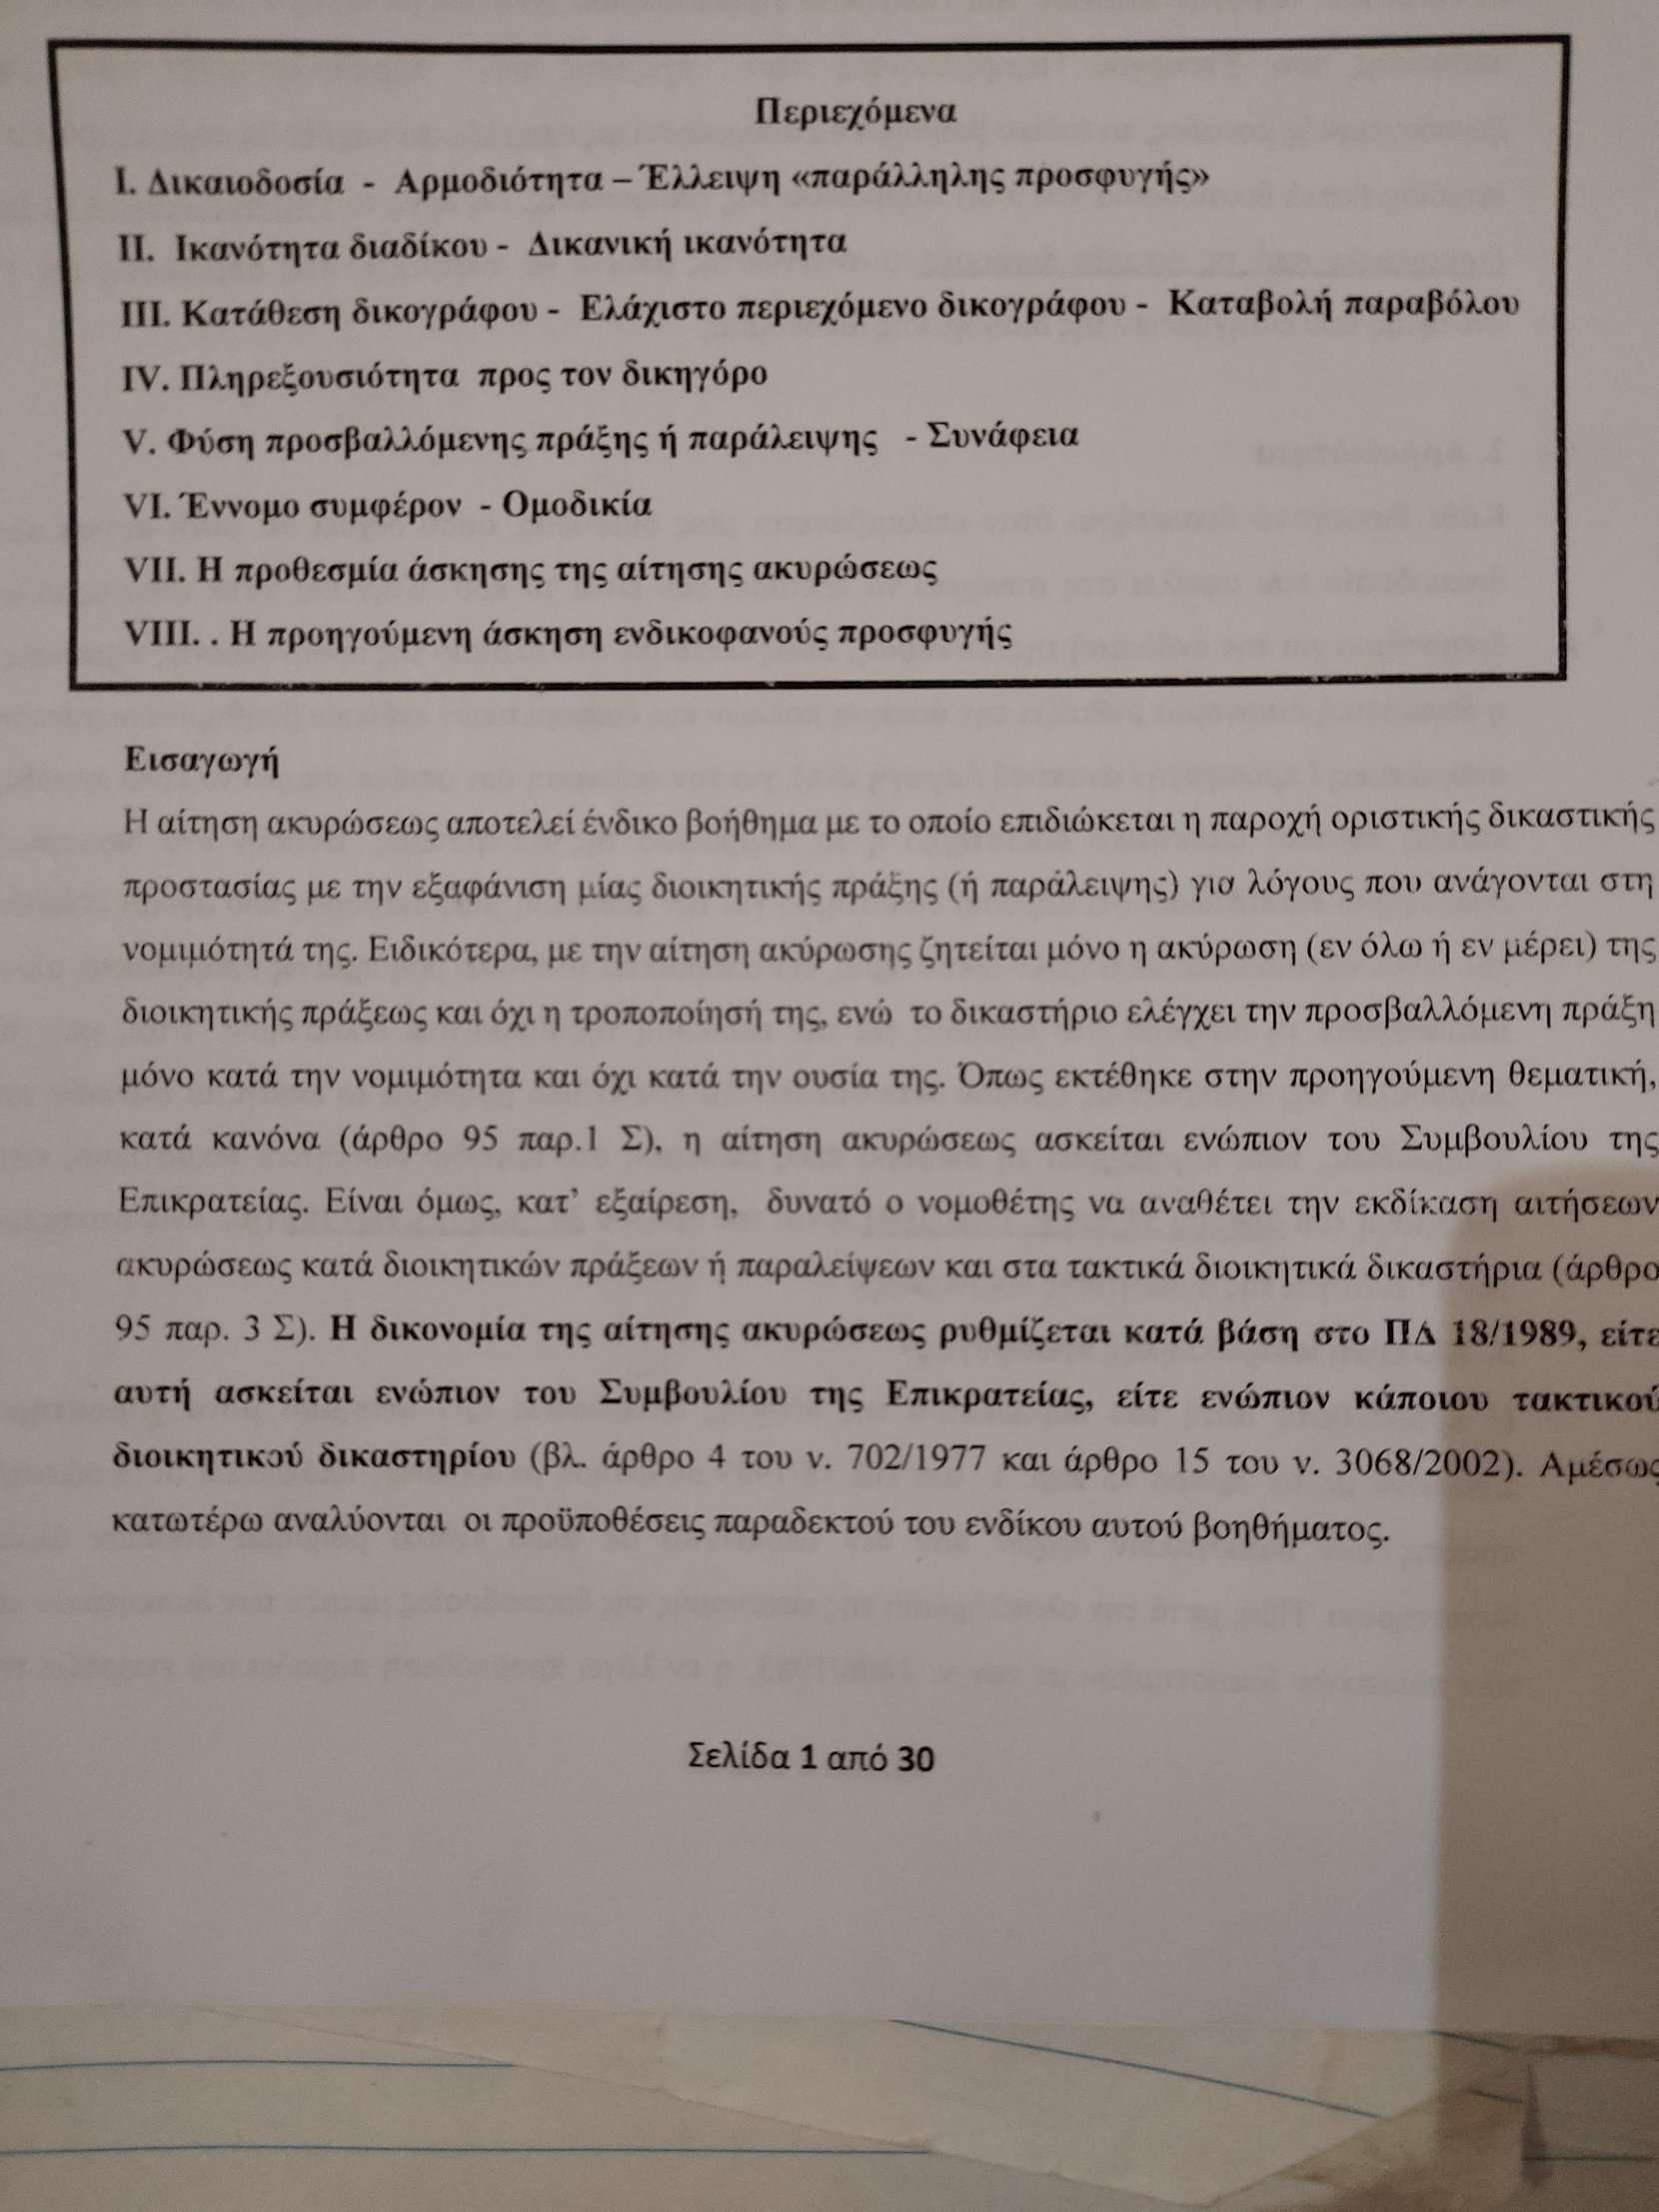 Περιεχόμενα
I. Δικαιοδοσία - Αρμοδιότητα – Έλλειψη «παράλληλης προσφυγής»
II. Ικανότητα διαδίκου - Δικανική ικανότητα
III. Κατάθεση δικογράφου - Ελάχιστο περιεχόμενο δικογράφου - Καταβολή παραβόλου
IV. Πληρεξουσιότητα προς τον δικηγόρο
V. Φύση προσβαλλόμενης πράξης ή παράλειψης - Συνάφεια
VI. Έννομο συμφέρον - Ομοδικία
VII. Η προθεσμία άσκησης της αίτησης ακυρώσεως
VIII. . Η προηγούμενη άσκηση ενδικοφανούς προσφυγής
Εισαγωγή
Η αίτηση ακυρώσεως αποτελεί ένδικο βοήθημα με το οποίο επιδιώκεται η παροχή οριστικής δικαστικής
προστασίας με την εξαφάνιση μίας διοικητικής πράξης (ή παράλειψης) για λόγους που ανάγονται στη
νομιμότητά της. Ειδικότερα, με την αίτηση ακύρωσης ζητείται μόνο η ακύρωση (εν όλω ή εν μέρει) της
διοικητικής πράξεως και όχι η τροποποίησή της, ενώ το δικαστήριο ελέγχει την προσβαλλόμενη πράξη
μόνο κατά την νομιμότητα και όχι κατά την ουσία της. Όπως εκτέθηκε στην προηγούμενη θεματική,
κατά κανόνα (άρθρο 95 παρ.1 Σ), η αίτηση ακυρώσεως ασκείται ενώπιον του Συμβουλίου της
Επικρατείας. Είναι όμως, κατ’ εξαίρεση, δυνατό ο νομοθέτης να αναθέτει την εκδίκαση αιτήσεων
ακυρώσεως κατά διοικητικών πράξεων ή παραλείψεων και στα τακτικά διοικητικά δικαστήρια (άρθρο
95 παρ. 3 Σ). Η δικονομία της αίτησης ακυρώσεως ρυθμίζεται κατά βάση στο ΠΔ 18/1989, είτε
αυτή ασκείται ενώπιον του Συμβουλίου της Επικρατείας, είτε ενώπιον κάποιου τακτικού
διοικητικού δικαστηρίου (βλ. άρθρο 4 του ν. 702/1977 και άρθρο 15 του ν. 3068/2002). Αμέσως
κατωτέρω αναλύονται οι προϋποθέσεις παραδεκτού του ενδίκου αυτού βοηθήματος.
Σελίδα 1 από 30